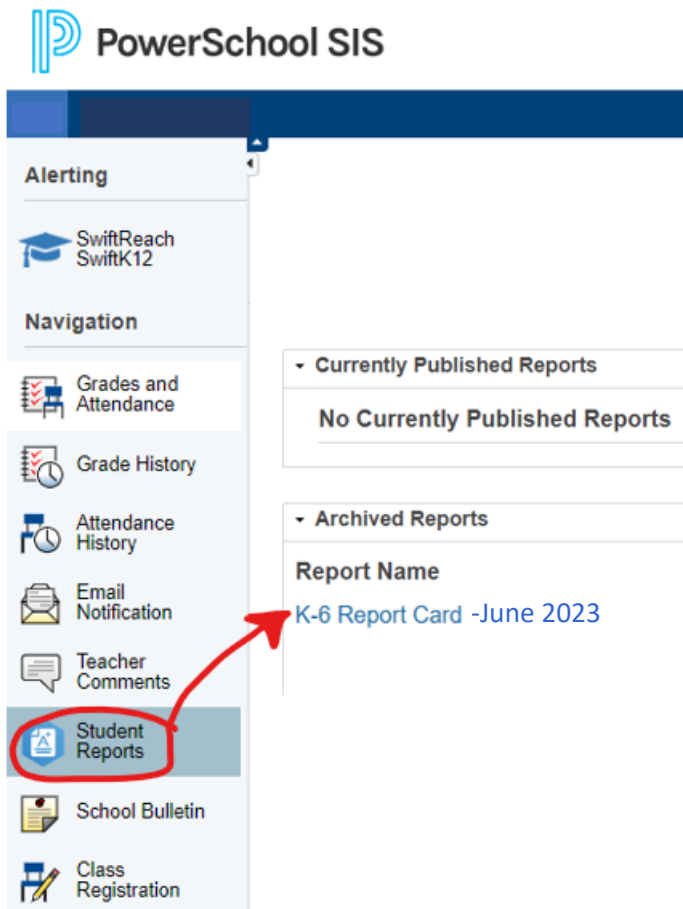 PowerSchool SIS
Alerting
SwiftReach
SwiftK12
Navigation
Grades and
Attendance
Grade History
Attendance
History
Email
Notification
Teacher
Comments
Student
Reports
School Bulletin
Class
Registration
Currently Published Reports
No Currently Published Reports
Archived Reports
Report Name
K-6 Report Card -June 2023